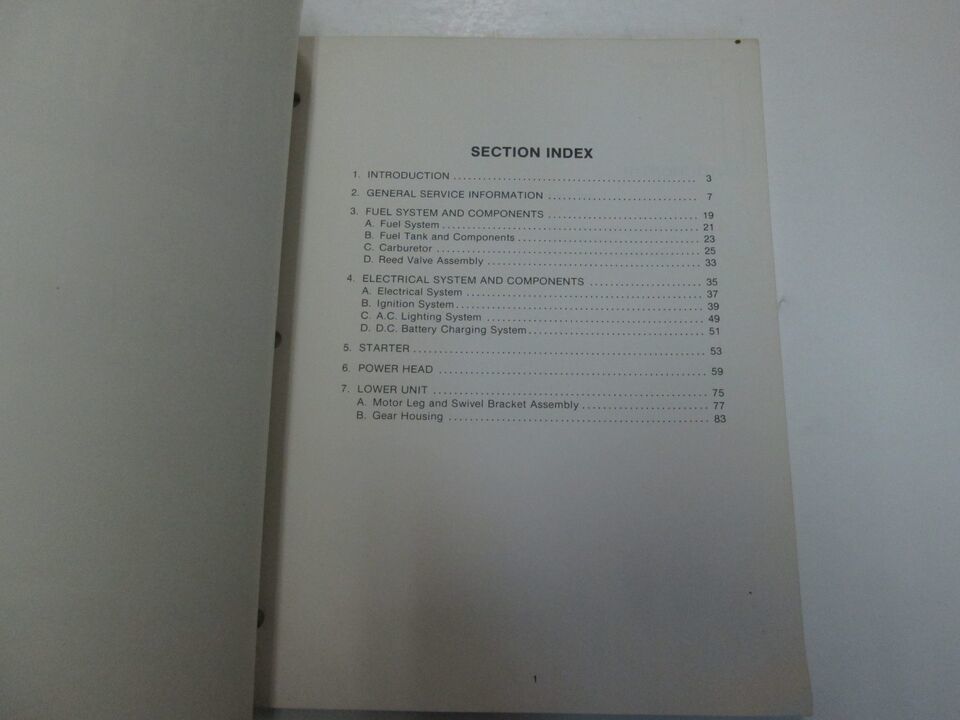 SECTION INDEX
1. INTRODUCTION ........................................ 3
2. GENERAL SERVICE INFORMATION ........................................ 7
3. FUEL SYSTEM AND COMPONENTS ........................................ 19
A. Fuel System ........................................ 21
B. Fuel Tank and Components ........................................ 23
C. Carburetor ........................................ 25
D. Reed Valve Assembly ........................................ 33
4. ELECTRICAL SYSTEM AND COMPONENTS ........................................ 35
A. Electrical System ........................................ 37
B. Ignition System ........................................ 39
C. A.C. Lighting System ........................................ 49
D. D.C. Battery Charging System ........................................ 51
5. STARTER ........................................ 53
6. POWER HEAD ........................................ 59
7. LOWER UNIT ........................................ 75
A. Motor Leg and Swivel Bracket Assembly ........................................ 77
B. Gear Housing ........................................ 83
1